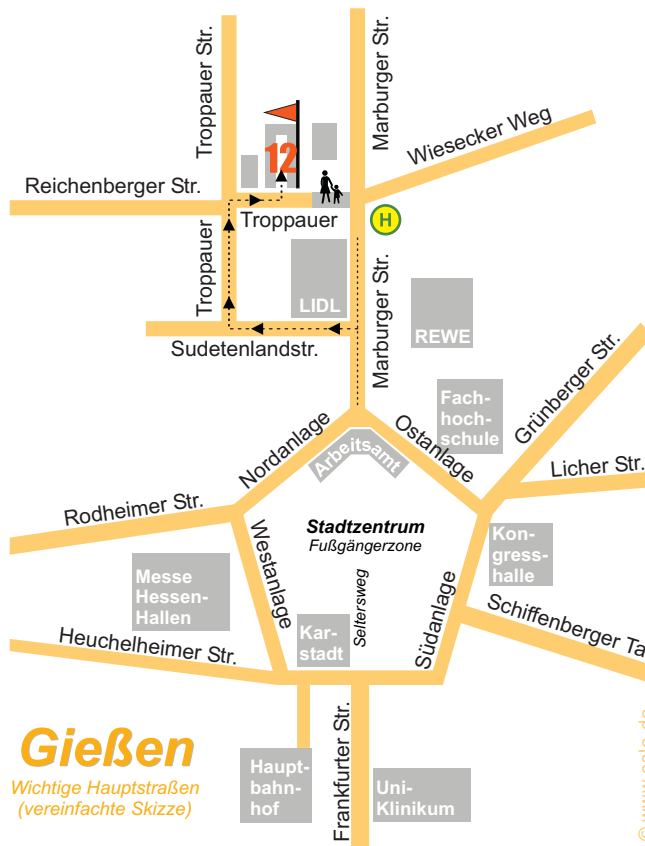 Troppauer Str.
Marburger Str.
Wiesecker Weg
12
Reichenberger Str.
Troppauer
H
Troppauer
LIDL
Marburger Str.
REWE
Sudetenlandstr.
Grünberger Str.
Fach-
hoch-
schule
Nordanlage
Arbeitsamt
Ostanlage
Licher Str.
Rodheimer Str.
Stadtzentrum
Fußgängerzone
Kon-
gress-
halle
Westanlage
Messe
Hessen-
Hallen
Seltersweg
Südanlage
Schiffenberger Ta
Kar-
stadt
Heuchelheimer Str.
Gießen
Wichtige Hauptstraßen
(vereinfachte Skizze)
Haupt-
bahn-
hof
Frankfurter Str.
Uni-
Klinikum